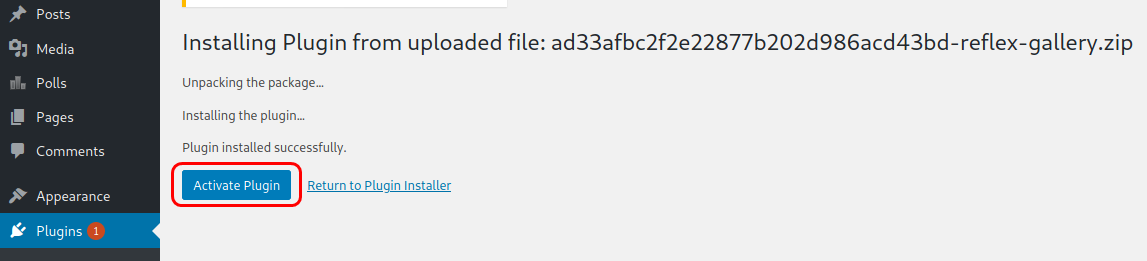 Posts
Media
Polls
Pages
Comments
Appearance
Plugins 1
Installing Plugin from uploaded file: ad33afbc2f2e22877b202d986acd43bd-reflex-gallery.zip
Unpacking the package...
Installing the plugin...
Plugin installed successfully.
Activate Plugin Return to Plugin Installer